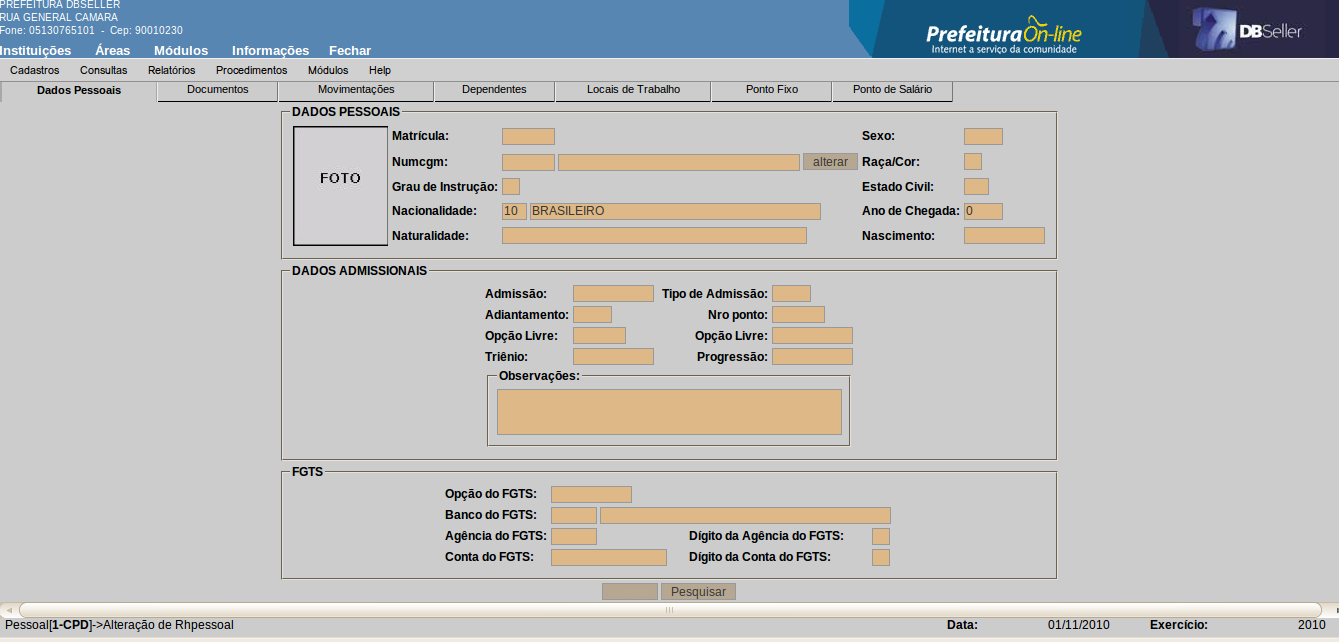 PREFEITURA DBSELLER
RUA GENERAL CAMARA
Fone: 05130765101 - Cep: 90010230
Instituições Áreas Módulos Informações Fechar
PrefeituraOn-line
Internet a serviço da comunidade
DBSeller
Cadastros Consultas Relatórios Procedimentos Módulos Help
Dados Pessoais Documentos Movimentações Dependentes Locais de Trabalho Ponto Fixo Ponto de Salário
DADOS PESSOAIS
FOTO
Matrícula: Sexo:
Numcgm: alterar Raça/Cor:
Grau de Instrução: Estado Civil:
Nacionalidade: 10 BRASILEIRO Ano de Chegada: 0
Naturalidade: Nascimento:
DADOS ADMISSIONAIS
Admissão: Tipo de Admissão:
Adiantamento: Nro ponto:
Opção Livre: Opção Livre:
Triênio: Progressão:
Observações:
FGTS
Opção do FGTS:
Banco do FGTS:
Agência do FGTS: Dígito da Agência do FGTS:
Conta do FGTS: Dígito da Conta do FGTS:
Pesquisar
Pessoal[1-CPD]->Alteração de Rhpessoal Data: 01/11/2010 Exercício: 2010